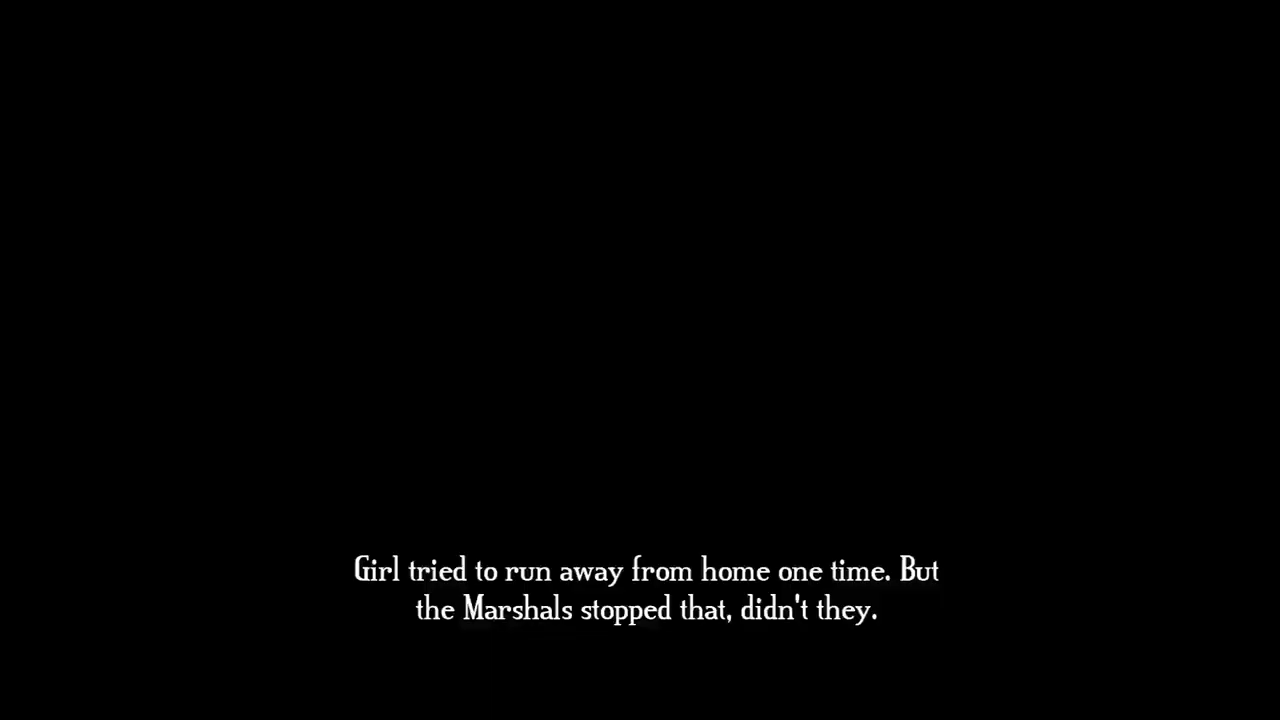 Girl tried to run away from home one time. But
the Marshals stopped that, didn't they.